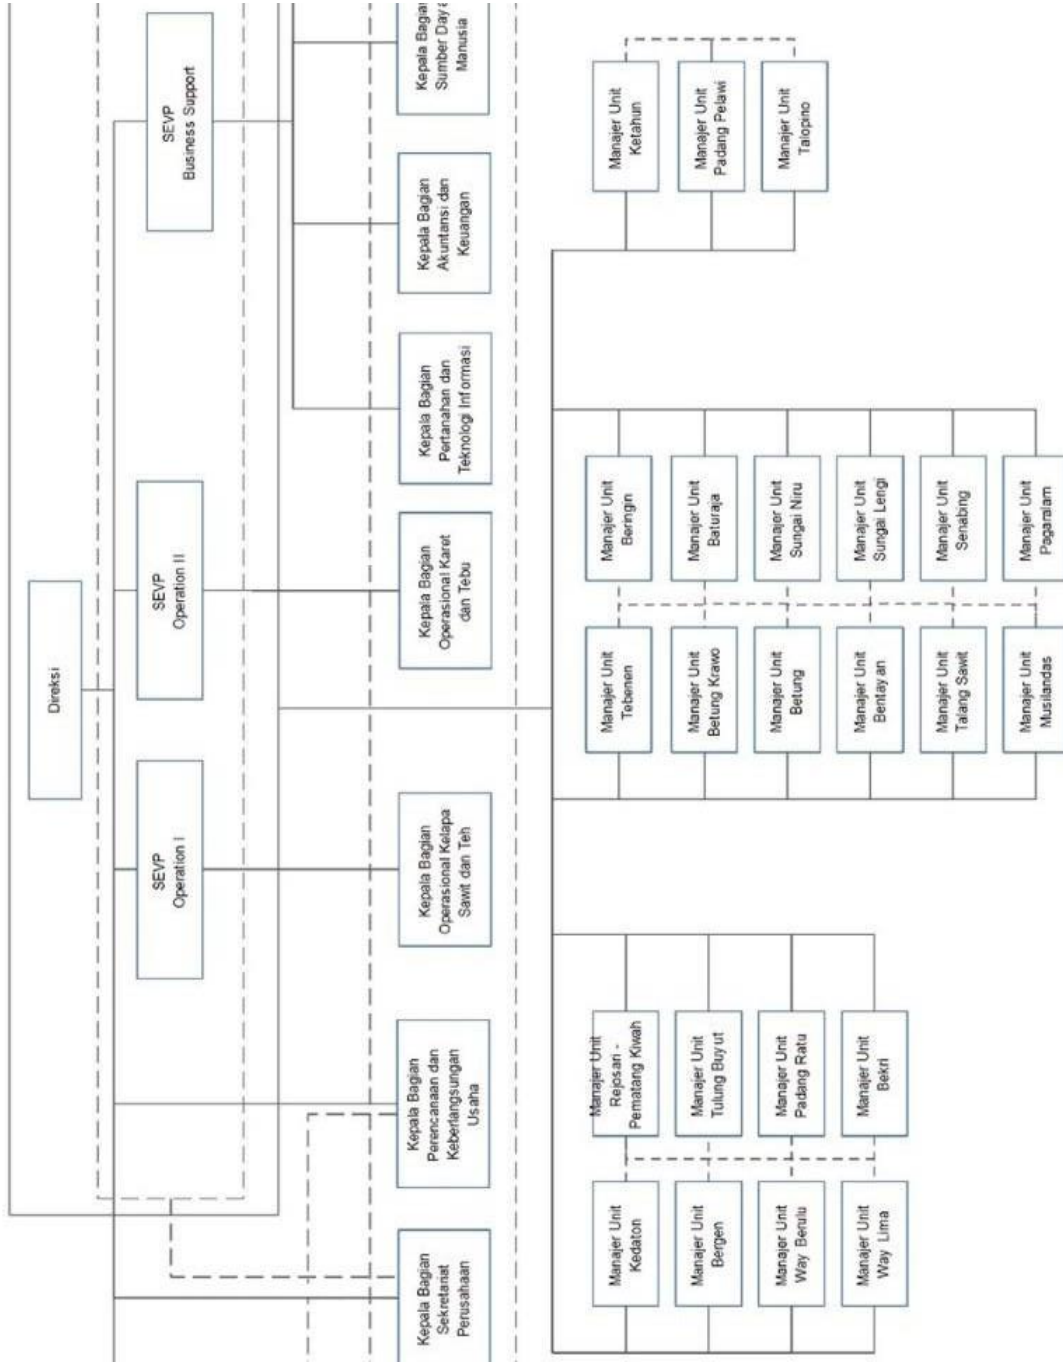 Direksi
SEVP
Operation I
SEVP
Operation II
SEVP
Business Support
Kepala Bagian
Sekretariat
Perusahaan
Kepala Bagian
Perencanaan dan
Keberlangsungan
Usaha
Kepala Bagian
Operasional Kelapa
Sawit dan Teh
Kepala Bagian
Operasional Karet
dan Tebu
Kepala Bagian
Pertanahan dan
Teknologi Informasi
Kepala Bagian
Akuntansi dan
Keuangan
Kepala Bagian
Sumber Daya
Manusia
Manajer Unit
Kedaton
Manajer Unit
Rejosari -
Pematang Kiwah
Manajer Unit
Bergen
Manajer Unit
Tulung Buyut
Manajer Unit
Way Berulu
Manajer Unit
Padang Ratu
Manajer Unit
Way Lima
Manajer Unit
Bekri
Manajer Unit
Tebenen
Manajer Unit
Beringin
Manajer Unit
Betung Krawo
Manajer Unit
Baturaja
Manajer Unit
Betung
Manajer Unit
Sungai Niru
Manajer Unit
Bentayan
Manajer Unit
Sungai Lengi
Manajer Unit
Talang Sawit
Manajer Unit
Senabing
Manajer Unit
Musilandas
Manajer Unit
Pagaralam
Manajer Unit
Ketahun
Manajer Unit
Padang Pelawi
Manajer Unit
Talopino